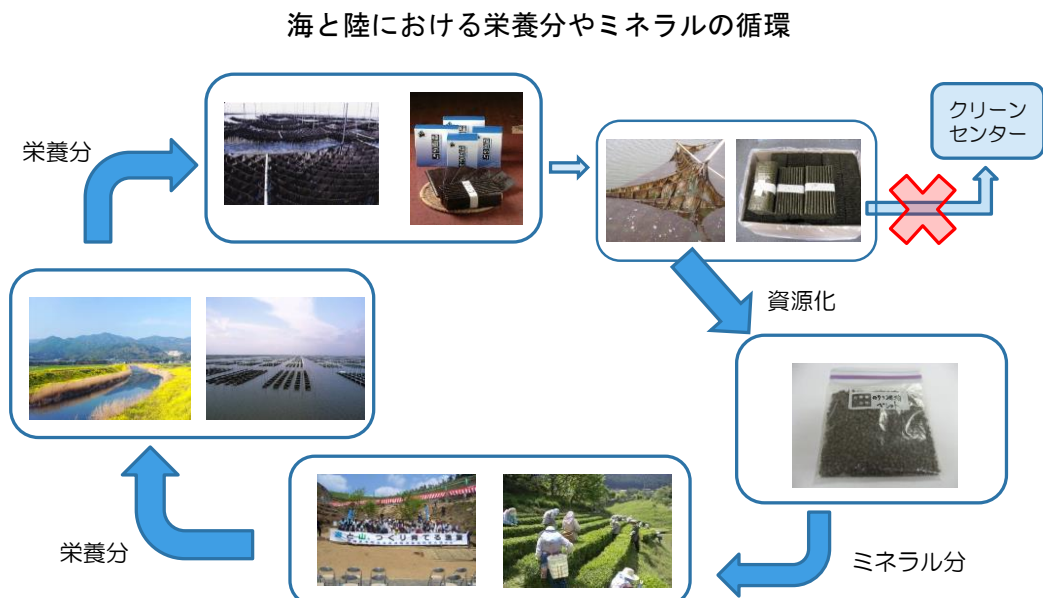 海と陸における栄養分やミネラルの循環
栄養分
クリーン
センター
資源化
栄養分
ミネラル分